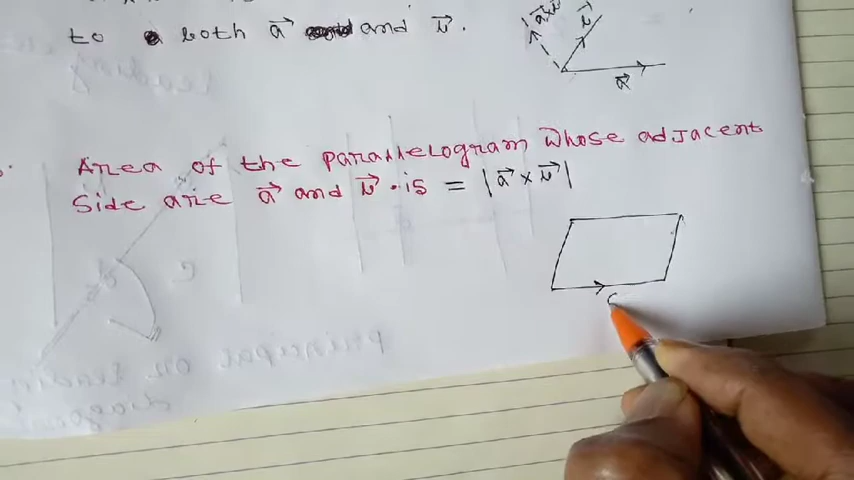 to both a⃗ and b⃗.
a⃗×b⃗
b⃗
a⃗
Area of the parallelogram whose adjacent
side are a⃗ and b⃗ . is = |a⃗ × b⃗|